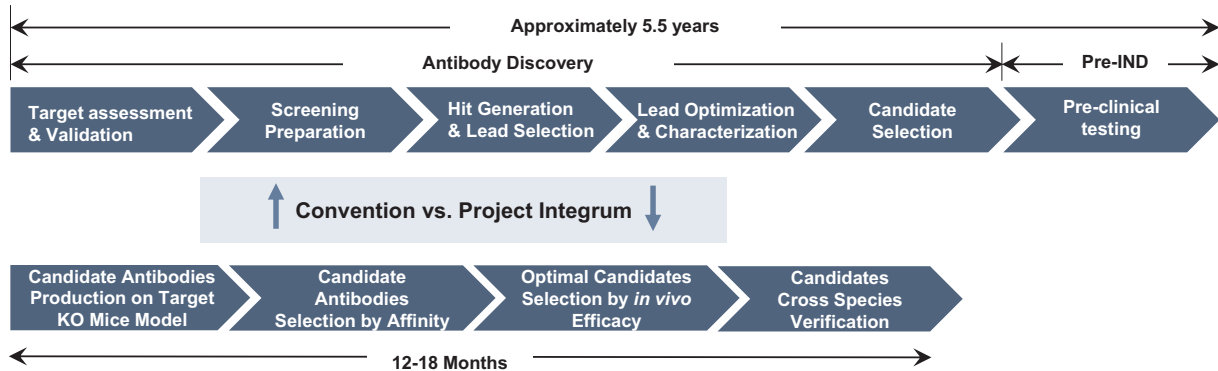 Approximately 5.5 years
Antibody Discovery
Pre-IND
Target assessment
& Validation
Screening
Preparation
Hit Generation
& Lead Selection
Lead Optimization
& Characterization
Candidate
Selection
Pre-clinical
testing
Convention vs. Project Integrum
Candidate Antibodies
Production on Target
KO Mice Model
Candidate
Antibodies
Selection by Affinity
Optimal Candidates
Selection by in vivo
Efficacy
Candidates
Cross Species
Verification
12-18 Months